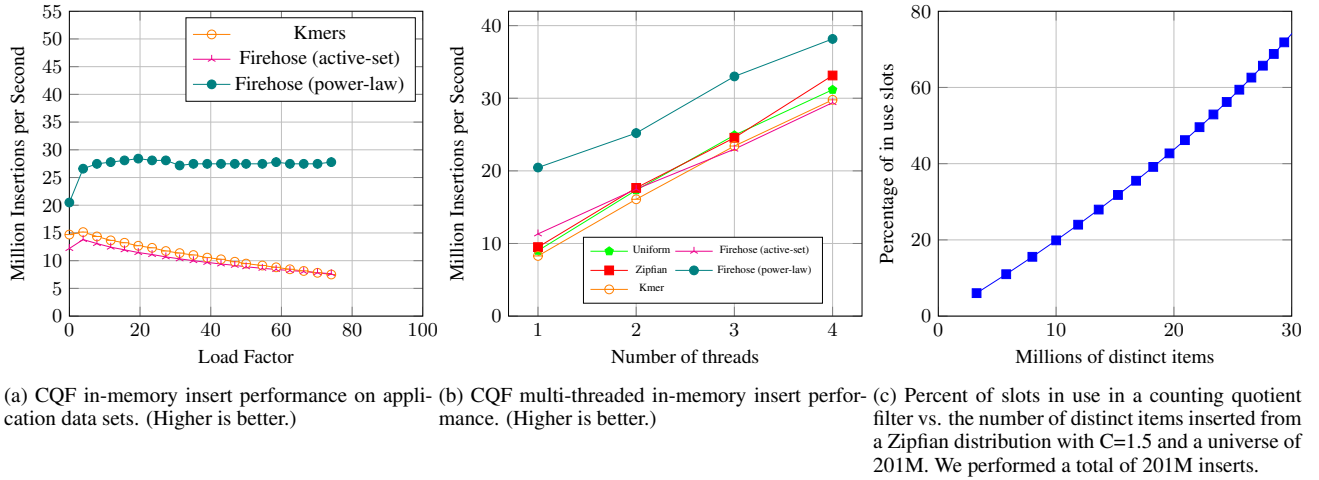 55
50
45
40
35
30
25
20
15
10
5
0
0
20
40
60
80
100
Million Insertions per Second
Load Factor
Kmers
Firehose (active-set)
Firehose (power-law)
(a) CQF in-memory insert performance on appli-
cation data sets. (Higher is better.)
40
30
20
10
0
1
2
3
4
Million Insertions per Second
Number of threads
Uniform
Firehose (active-set)
Zipfian
Firehose (power-law)
Kmer
(b) CQF multi-threaded in-memory insert perfor-
mance. (Higher is better.)
80
60
40
20
0
0
10
20
30
Percentage of in use slots
Millions of distinct items
(c) Percent of slots in use in a counting quotient
filter vs. the number of distinct items inserted from
a Zipfian distribution with C=1.5 and a universe of
201M. We performed a total of 201M inserts.